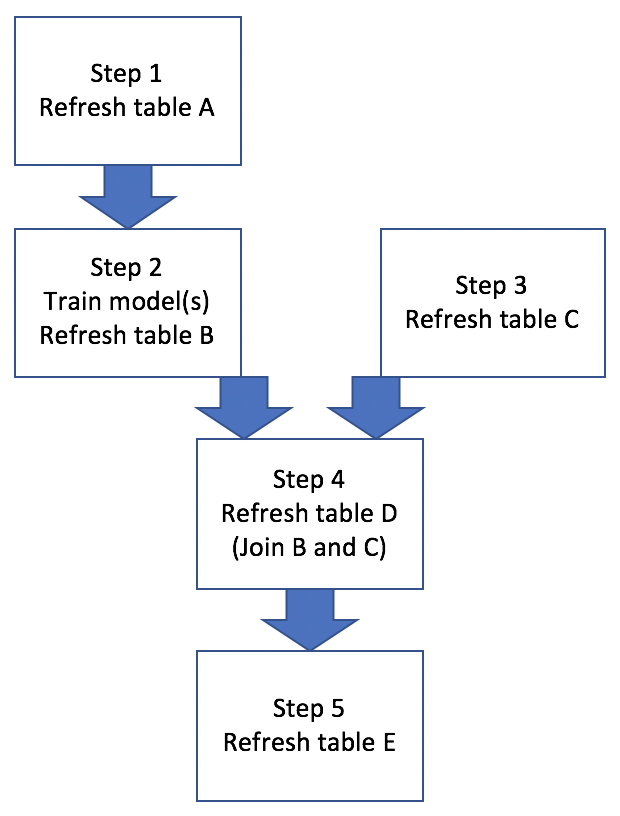 Step 1
Refresh table A
Step 2
Train model(s)
Refresh table B
Step 3
Refresh table C
Step 4
Refresh table D
(Join B and C)
Step 5
Refresh table E